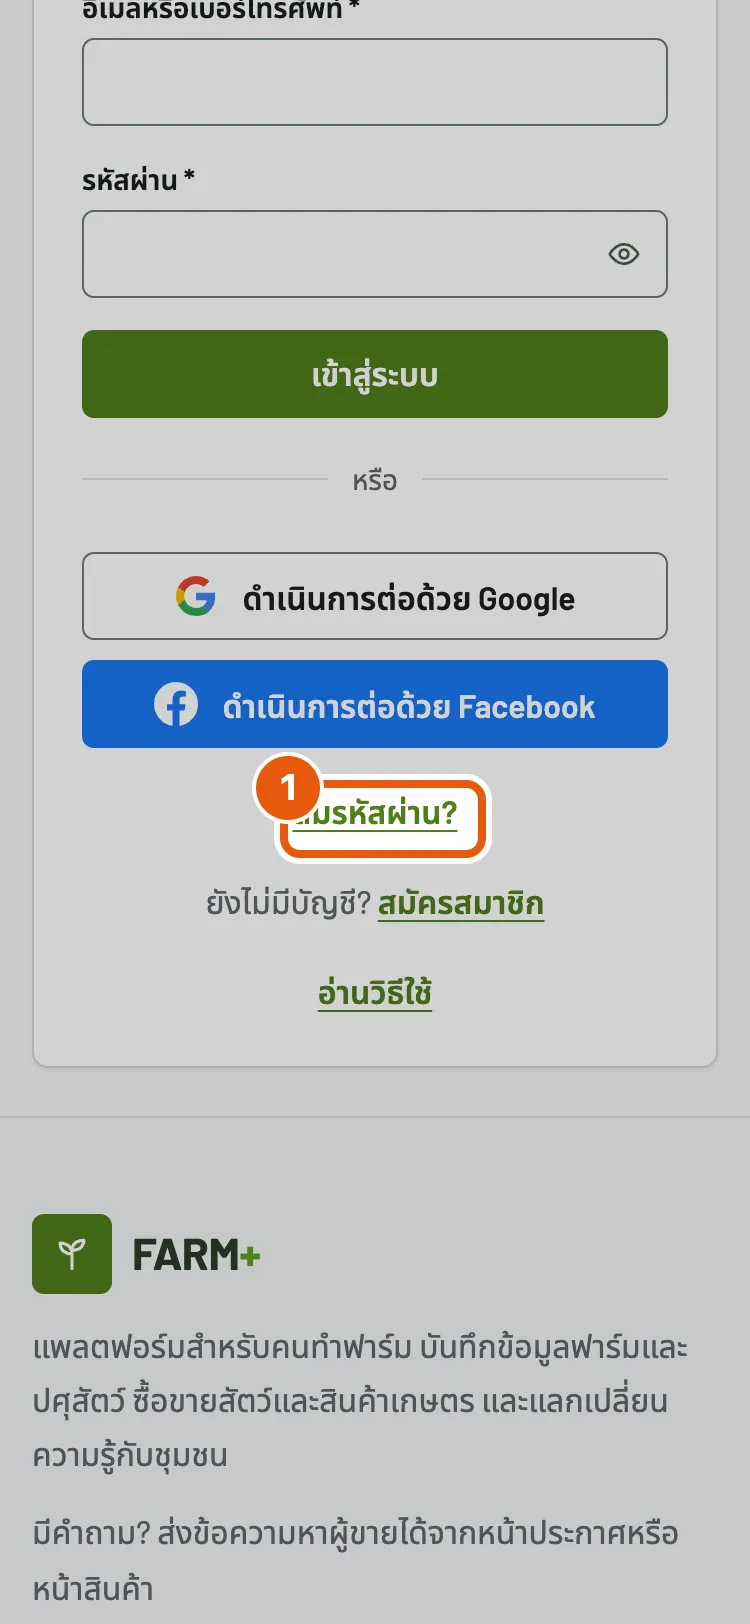 อีเมลหรือเบอร์โทรศัพท์ *
รหัสผ่าน *
เข้าสู่ระบบ
หรือ
ดำเนินการต่อด้วย Google
ดำเนินการต่อด้วย Facebook
1
ลืมรหัสผ่าน?
ยังไม่มีบัญชี? สมัครสมาชิก
อ่านวิธีใช้
FARM+
แพลตฟอร์มสำหรับคนทำฟาร์ม บันทึกข้อมูลฟาร์มและ
ปศุสัตว์ ซื้อขายสัตว์และสินค้าเกษตร และแลกเปลี่ยน
ความรู้กับชุมชน
มีคำถาม? ส่งข้อความหาผู้ขายได้จากหน้าประกาศหรือ
หน้าสินค้า